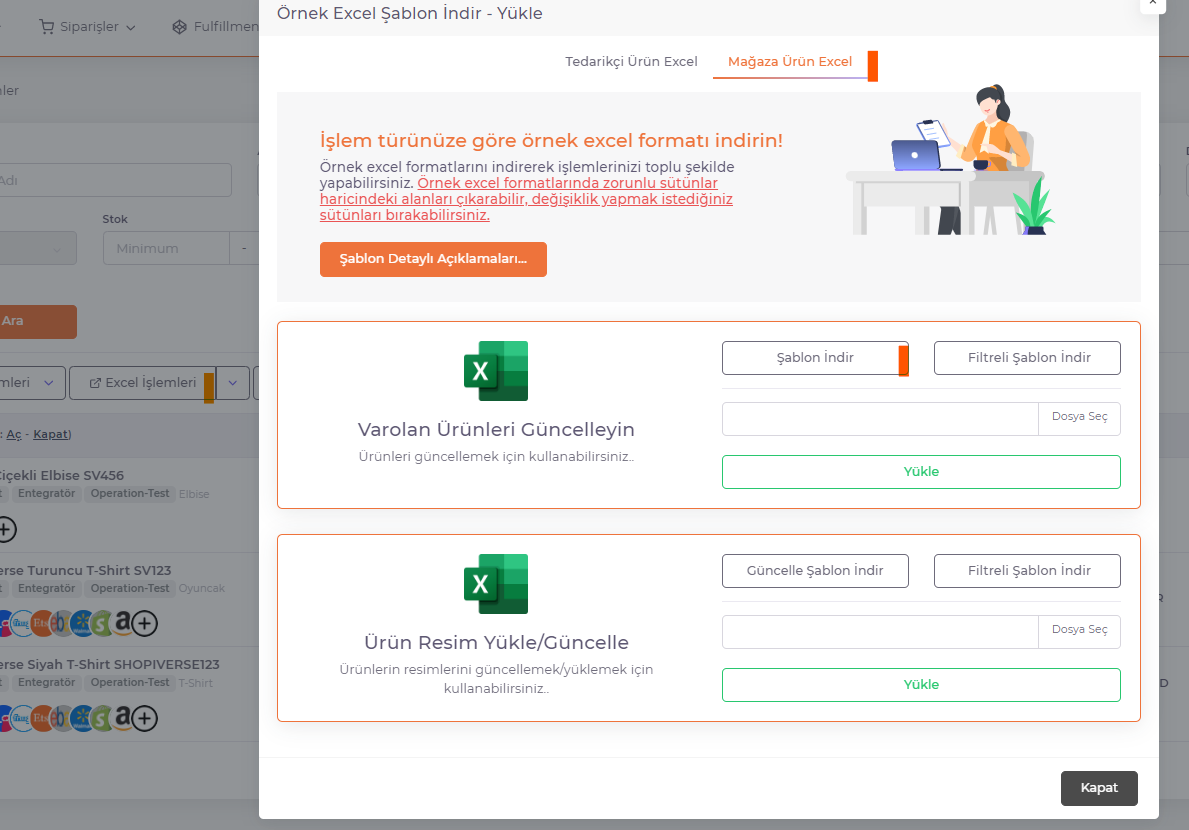 Örnek Excel Şablon İndir - Yükle
Siparişler
Fulfillmen
Tedarikçi Ürün Excel
Mağaza Ürün Excel
ler
İşlem türünüze göre örnek excel formatı indirin!
Örnek excel formatlarını indirerek işlemlerinizi toplu şekilde
yapabilirsiniz. Örnek excel formatlarında zorunlu sütünlar
haricindeki alanları çıkarabilir, değişiklik yapmak istediğiniz
sütunları bırakabilirsiniz.
Şablon Detaylı Açıklamaları...
Adı
Stok
Minimum
-
Ara
mleri
Excel İşlemleri
: Aç - Kapat)
Çiçekli Elbise SV456
t Entegratör Operation-Test Elbise
erse Turuncu T-Shirt SV123
t Entegratör Operation-Test Oyuncak
erse Siyah T-Shirt SHOPIVERSE123
t Entegratör Operation-Test T-Shirt
Varolan Ürünleri Güncelleyin
Ürünleri güncellemek için kullanabilirsiniz..
Şablon İndir
Filtreli Şablon İndir
Dosya Seç
Yükle
Ürün Resim Yükle/Güncelle
Ürünlerin resimlerini güncellemek/yüklemek için
kullanabilirsiniz..
Güncelle Şablon İndir
Filtreli Şablon İndir
Dosya Seç
Yükle
Kapat